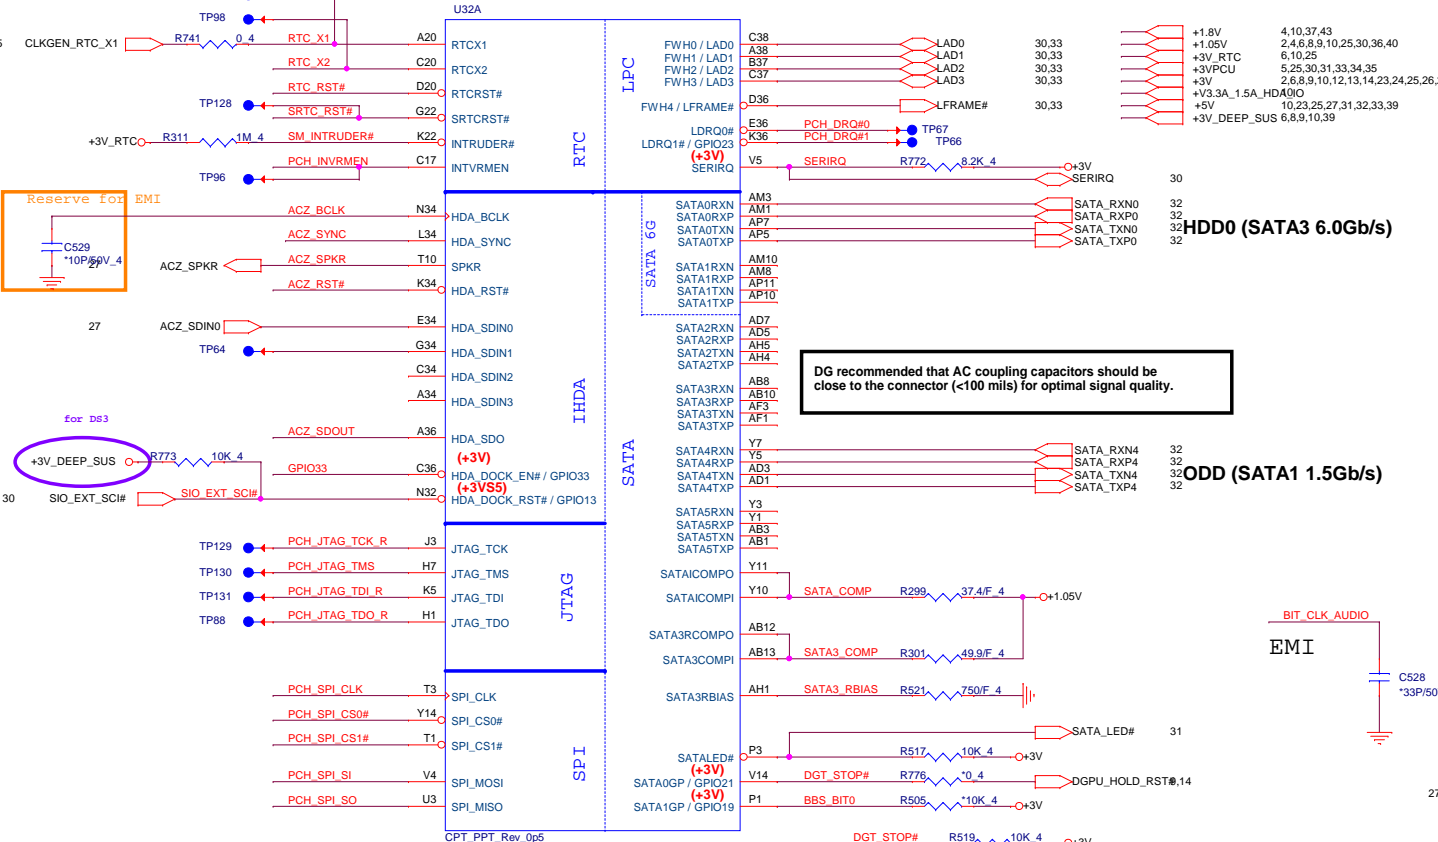 U32A
TP98
CLKGEN_RTC_X1 R741 0_4 RTC_X1 A20 RTCX1
RTC_X2 C20 RTCX2
RTC_RST# D20 RTCRST#
TP128 SRTC_RST# G22 SRTCRST#
+3V_RTC R311 1M_4 SM_INTRUDER# K22 INTRUDER#
PCH_INVRMEN C17 INTVRMEN
TP96
RTC
LPC
FWH0 / LAD0 C38 LAD0 30,33
FWH1 / LAD1 A38 LAD1 30,33
FWH2 / LAD2 B37 LAD2 30,33
FWH3 / LAD3 C37 LAD3 30,33
FWH4 / LFRAME# D36 LFRAME# 30,33
LDRQ0# E36 PCH_DRQ#0 TP67
LDRQ1# / GPIO23 K36 PCH_DRQ#1 TP66
(+3V)
SERIRQ V5 SERIRQ R772 8.2K_4 +3V
SERIRQ 30
+1.8V 4,10,37,43
+1.05V 2,4,6,8,9,10,25,30,36,40
+3V_RTC 6,10,25
+3VPCU 5,25,30,31,33,34,35
+3V 2,6,8,9,10,12,13,14,23,24,25,26,
+V3.3A_1.5A_HDA_IO 10
+5V 10,23,25,27,31,32,33,39
+3V_DEEP_SUS 6,8,9,10,39
Reserve for EMI
C529
*10P/50V_4
27
ACZ_BCLK N34 HDA_BCLK
ACZ_SYNC L34 HDA_SYNC
ACZ_SPKR ACZ_SPKR T10 SPKR
ACZ_RST# K34 HDA_RST#
27 ACZ_SDIN0 E34 HDA_SDIN0
TP64 G34 HDA_SDIN1
C34 HDA_SDIN2
A34 HDA_SDIN3
ACZ_SDOUT A36 HDA_SDO
(+3V)
GPIO33 C36 HDA_DOCK_EN# / GPIO33
(+3VS5)
30 SIO_EXT_SCI# SIO_EXT_SCI# N32 HDA_DOCK_RST# / GPIO13
for DS3
+3V_DEEP_SUS R773 10K_4
IHDA
SATA 6G
SATA
SATA0RXN AM3 SATA_RXN0 32
SATA0RXP AM1 SATA_RXP0 32
SATA0TXN AP7 SATA_TXN0 32
SATA0TXP AP5 SATA_TXP0 32
HDD0 (SATA3 6.0Gb/s)
SATA1RXN AM10
SATA1RXP AM8
SATA1TXN AP11
SATA1TXP AP10
SATA2RXN AD7
SATA2RXP AD5
SATA2TXN AH5
SATA2TXP AH4
SATA3RXN AB8
SATA3RXP AB10
SATA3TXN AF3
SATA3TXP AF1
DG recommended that AC coupling capacitors should be
close to the connector (<100 mils) for optimal signal quality.
SATA4RXN Y7 SATA_RXN4 32
SATA4RXP Y5 SATA_RXP4 32
SATA4TXN AD3 SATA_TXN4 32
SATA4TXP AD1 SATA_TXP4 32
ODD (SATA1 1.5Gb/s)
SATA5RXN Y3
SATA5RXP Y1
SATA5TXN AB3
SATA5TXP AB1
TP129 PCH_JTAG_TCK_R J3 JTAG_TCK
TP130 PCH_JTAG_TMS H7 JTAG_TMS
TP131 PCH_JTAG_TDI_R K5 JTAG_TDI
TP88 PCH_JTAG_TDO_R H1 JTAG_TDO
JTAG
SATAICOMPO Y11
SATAICOMPI Y10 SATA_COMP R299 37.4/F_4 +1.05V
SATA3RCOMPO AB12
SATA3COMPI AB13 SATA3_COMP R301 49.9/F_4
SATA3RBIAS AH1 SATA3_RBIAS R521 750/F_4
BIT_CLK_AUDIO
EMI
C528
*33P/50
PCH_SPI_CLK T3 SPI_CLK
PCH_SPI_CS0# Y14 SPI_CS0#
PCH_SPI_CS1# T1 SPI_CS1#
PCH_SPI_SI V4 SPI_MOSI
PCH_SPI_SO U3 SPI_MISO
SPI
SATA_LED# 31
SATALED# P3 R517 10K_4 +3V
(+3V)
SATA0GP / GPIO21 V14 DGT_STOP# R776 *0_4 DGPU_HOLD_RST# 9,14
(+3V)
SATA1GP / GPIO19 P1 BBS_BIT0 R505 *10K_4 +3V
27
CPT_PPT_Rev_0p5
DGT_STOP# R519 10K_4 +3V